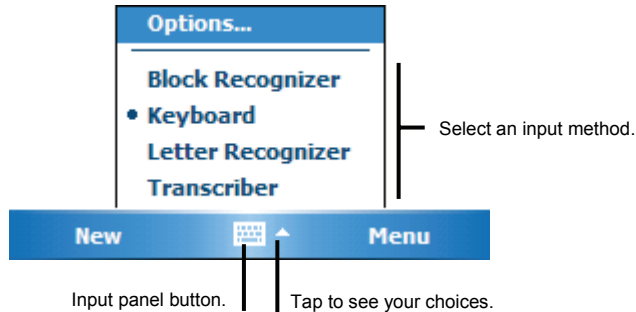 Options...
Block Recognizer
Keyboard
Select an input method.
Letter Recognizer
Transcriber
New
Menu
Input panel button.
Tap to see your choices.